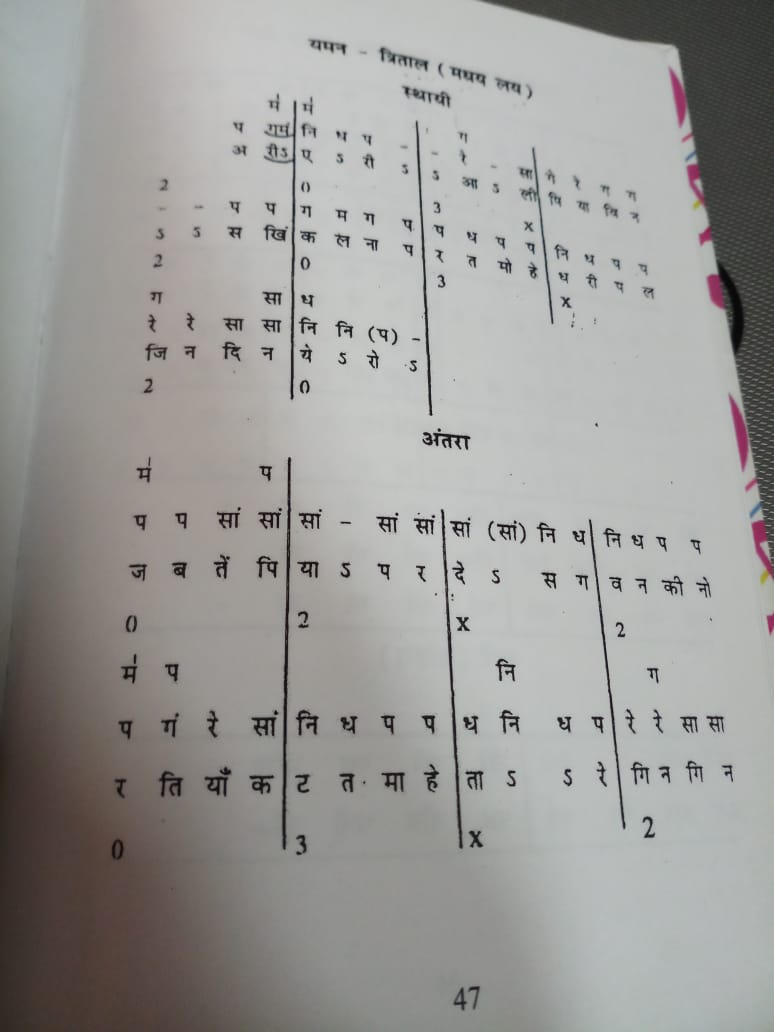 यमन - त्रिताल ( मधय लय )
स्थायी
मं | मं ग
प गमं | नि ध प - | - रे - सा | गं रे ग ग
अ रीऽ | ए ऽ री ऽ | ऽ आ ऽ ली | पि या बि न
2 0 3 x
- - प प | ग म ग प | प ध प प | नि ध प प
ऽ ऽ स खिं | क ल ना प | र त मो हे | ध री प ल
2 0 3 x
ग सा | ध
रे रे सा सा | नि नि (प) -
जि न दि न | ये ऽ रो ऽ
2 0
अंतरा
मं प
प प सां सां | सां - सां सां | सां (सां) नि ध | नि ध प प
ज ब तें पि | या ऽ प र | दे ऽ स ग | व न की नो
0 2 x 2
मं प नि ग
प गं रे सां | नि ध प प | ध नि ध प | रे रे सा सा
र ति याँ क | ट त मा हे | ता ऽ ऽ रे | गि न गि न
0 3 x 2
47